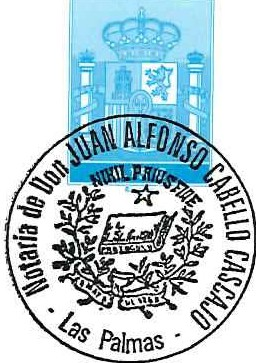 Notaría de Don JUAN ALFONSO CABELLO CASCAJO
NIHIL PRIUS FIDE
- Las Palmas -